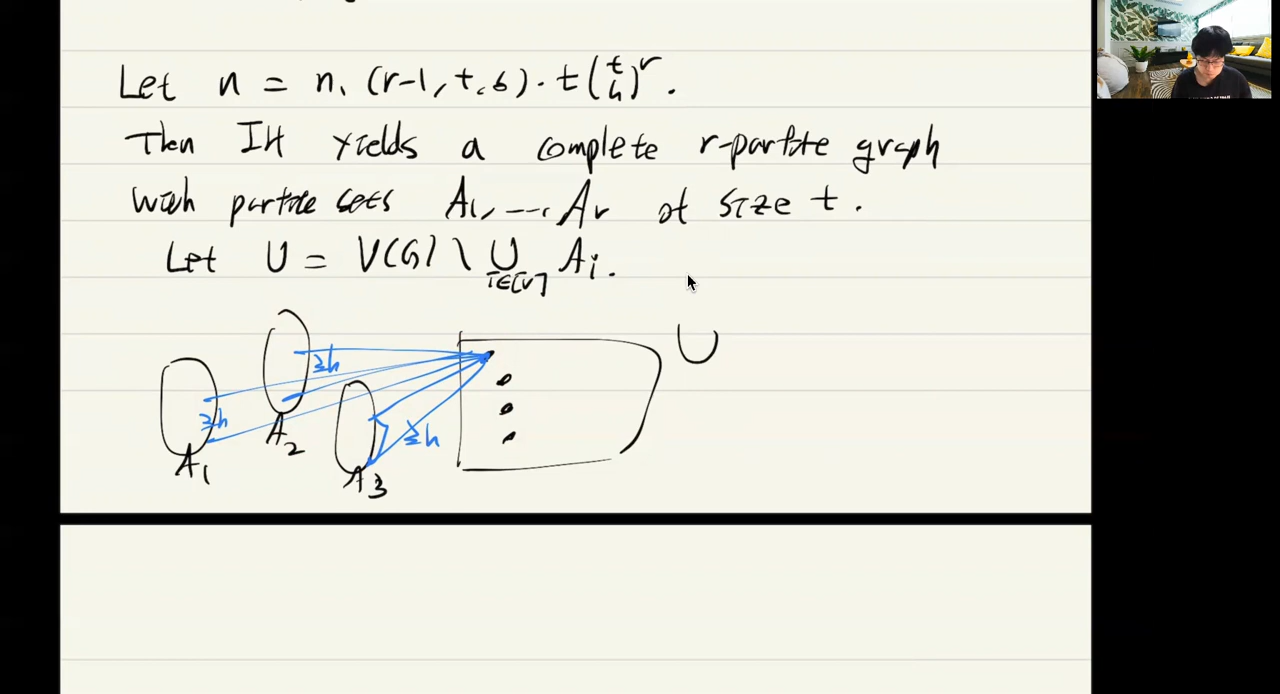 Let n = n₁ (r-1, t, b) · t (t h)^r .
Then IH yields a complete r-partite graph
with partite sets A₁, ..., Aᵣ of size t .
Let U = V(G) \ ⋃_{i∈[r]} Aᵢ .
U
≥h
≥h
≥h
A₁
A₂
A₃